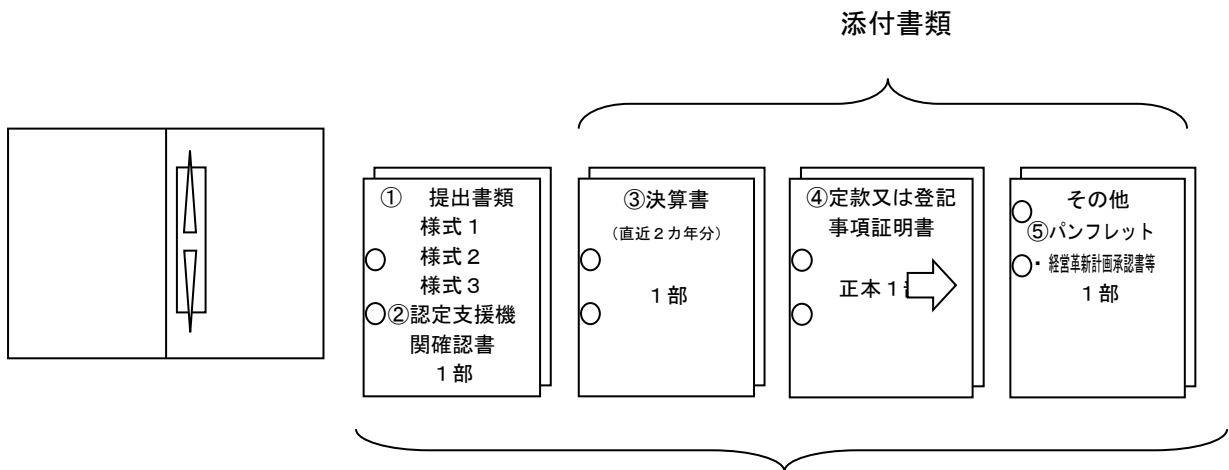 添付書類
① 提出書類
様式１
様式２
様式３
②認定支援機
関確認書
１部
③決算書
（直近２カ年分）
１部
④定款又は登記
事項証明書
正本１
その他
⑤パンフレット
・経営革新計画承認書等
１部